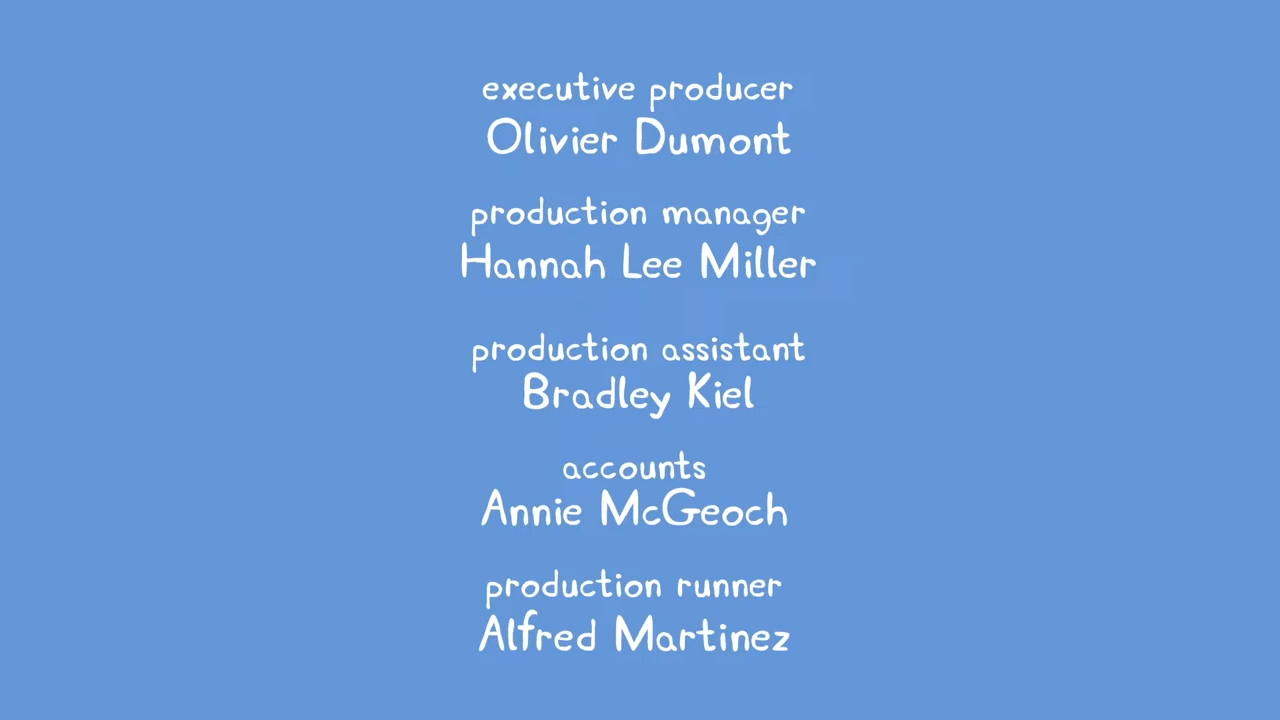 executive producer
Olivier Dumont
production manager
Hannah Lee Miller
production assistant
Bradley Kiel
accounts
Annie McGeoch
production runner
Alfred Martinez